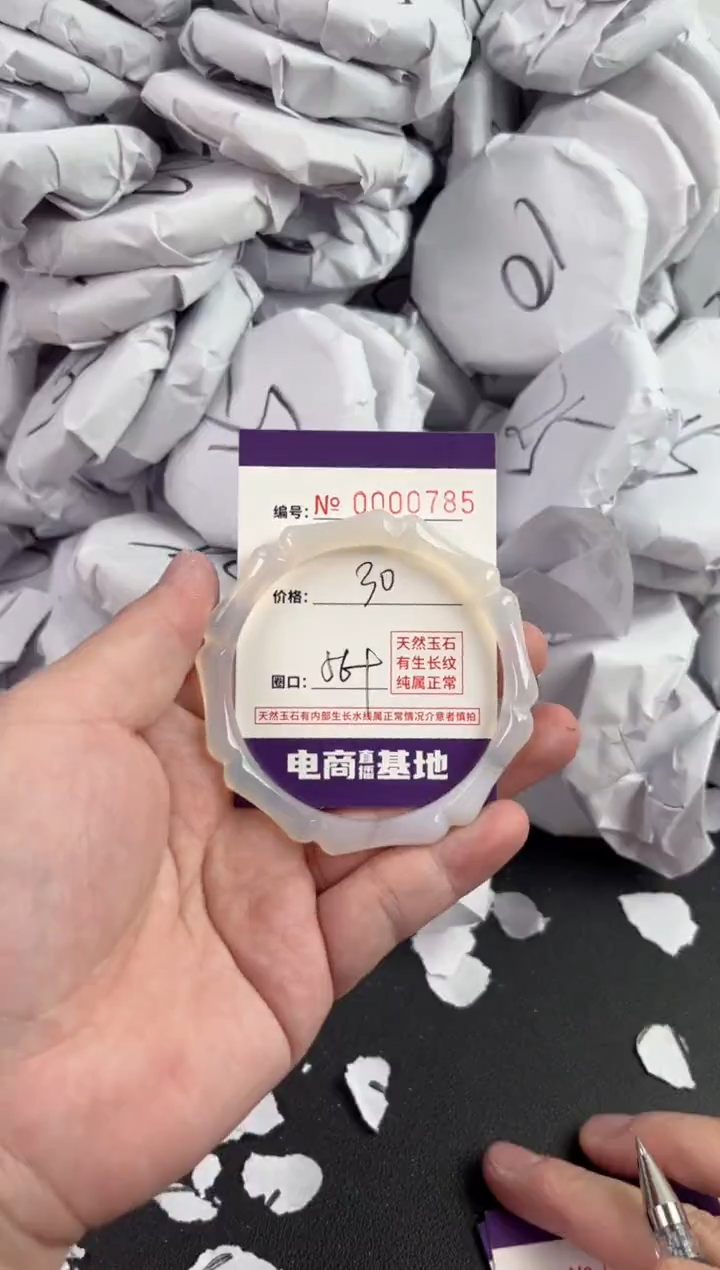 编号: № 0000785
价格: 30
圈口: 56+
天然玉石
有生长纹
纯属正常
天然玉石有内部生长水线属正常情况介意者慎拍
电商直播基地